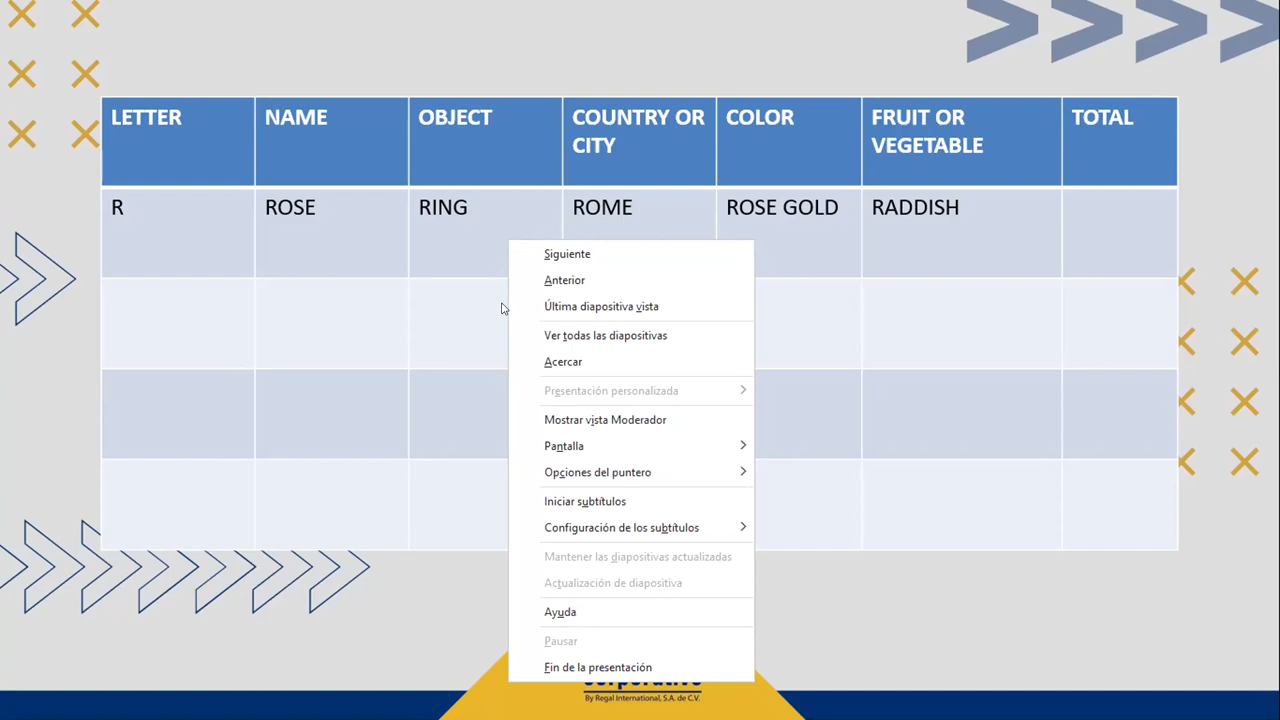 LETTER NAME OBJECT COUNTRY OR CITY COLOR FRUIT OR VEGETABLE TOTAL
R ROSE RING ROME ROSE GOLD RADDISH
Siguiente
Anterior
Última diapositiva vista
Ver todas las diapositivas
Acercar
Presentación personalizada
Mostrar vista Moderador
Pantalla
Opciones del puntero
Iniciar subtítulos
Configuración de los subtítulos
Mantener las diapositivas actualizadas
Actualización de diapositiva
Ayuda
Pausar
Fin de la presentación
By Regal International, S.A. de C.V.